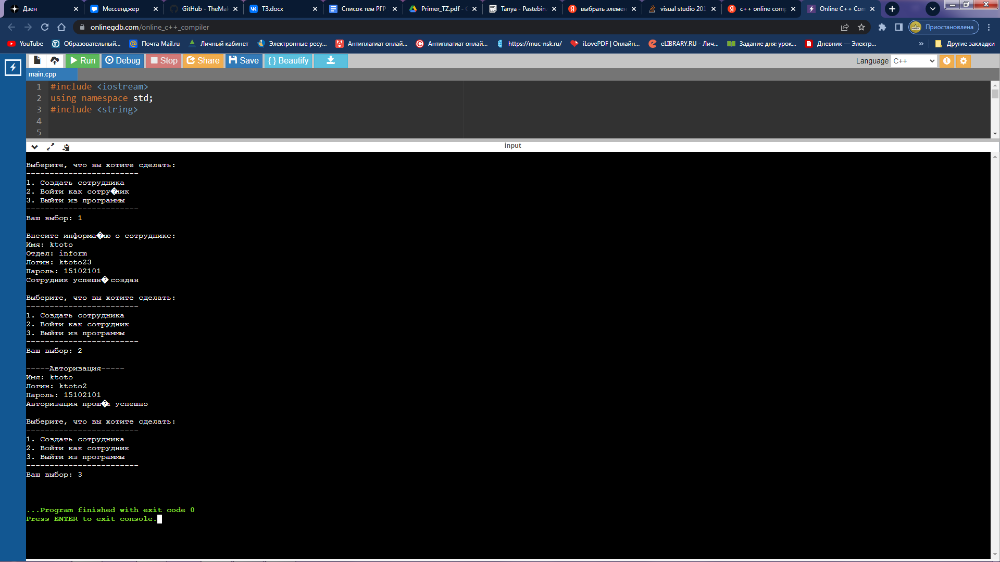 Дзен
Мессенджер
GitHub - TheMa
ТЗ.docx
Список тем РГР
Primer_TZ.pdf -
Tanya - Pastebin.
выбрать элемен
visual studio 201
c++ online comp
Online C++ Com
onlinegdb.com/online_c++_compiler
Приостановлена
YouTube
Образовательный...
Почта Mail.ru
Личный кабинет
Электронные ресу...
Антиплагиат онлай...
Антиплагиат онлай...
https://muc-nsk.ru/
iLovePDF | Онлайн...
eLIBRARY.RU - Лич...
Задание дня: урок...
Дневник — Электр...
»
Другие закладки
Run
Debug
Stop
Share
Save
{ } Beautify
Language
C++
main.cpp
1 #include <iostream>
2 using namespace std;
3 #include <string>
4
5
input
Выберите, что вы хотите сделать:
------------------------
1. Создать сотрудника
2. Войти как сотру�ник
3. Выйти из программы
------------------------
Ваш выбор: 1
Внесите информа�ию о сотруднике:
Имя: ktoto
Отдел: inform
Логин: ktoto23
Пароль: 15102101
Сотрудник успешн� создан
Выберите, что вы хотите сделать:
------------------------
1. Создать сотрудника
2. Войти как сотрудник
3. Выйти из программы
------------------------
Ваш выбор: 2
-----Авторизация-----
Имя: ktoto
Логин: ktoto2
Пароль: 15102101
Авторизация прош�а успешно
Выберите, что вы хотите сделать:
------------------------
1. Создать сотрудника
2. Войти как сотрудник
3. Выйти из программы
------------------------
Ваш выбор: 3
...Program finished with exit code 0
Press ENTER to exit console.